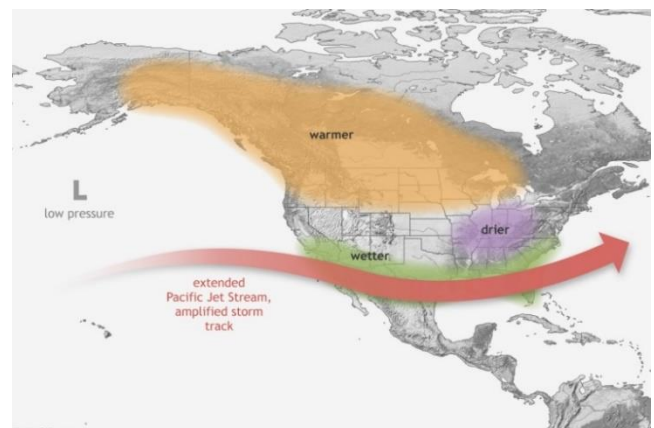 warmer
L
low pressure
drier
wetter
extended
Pacific Jet Stream,
amplified storm
track